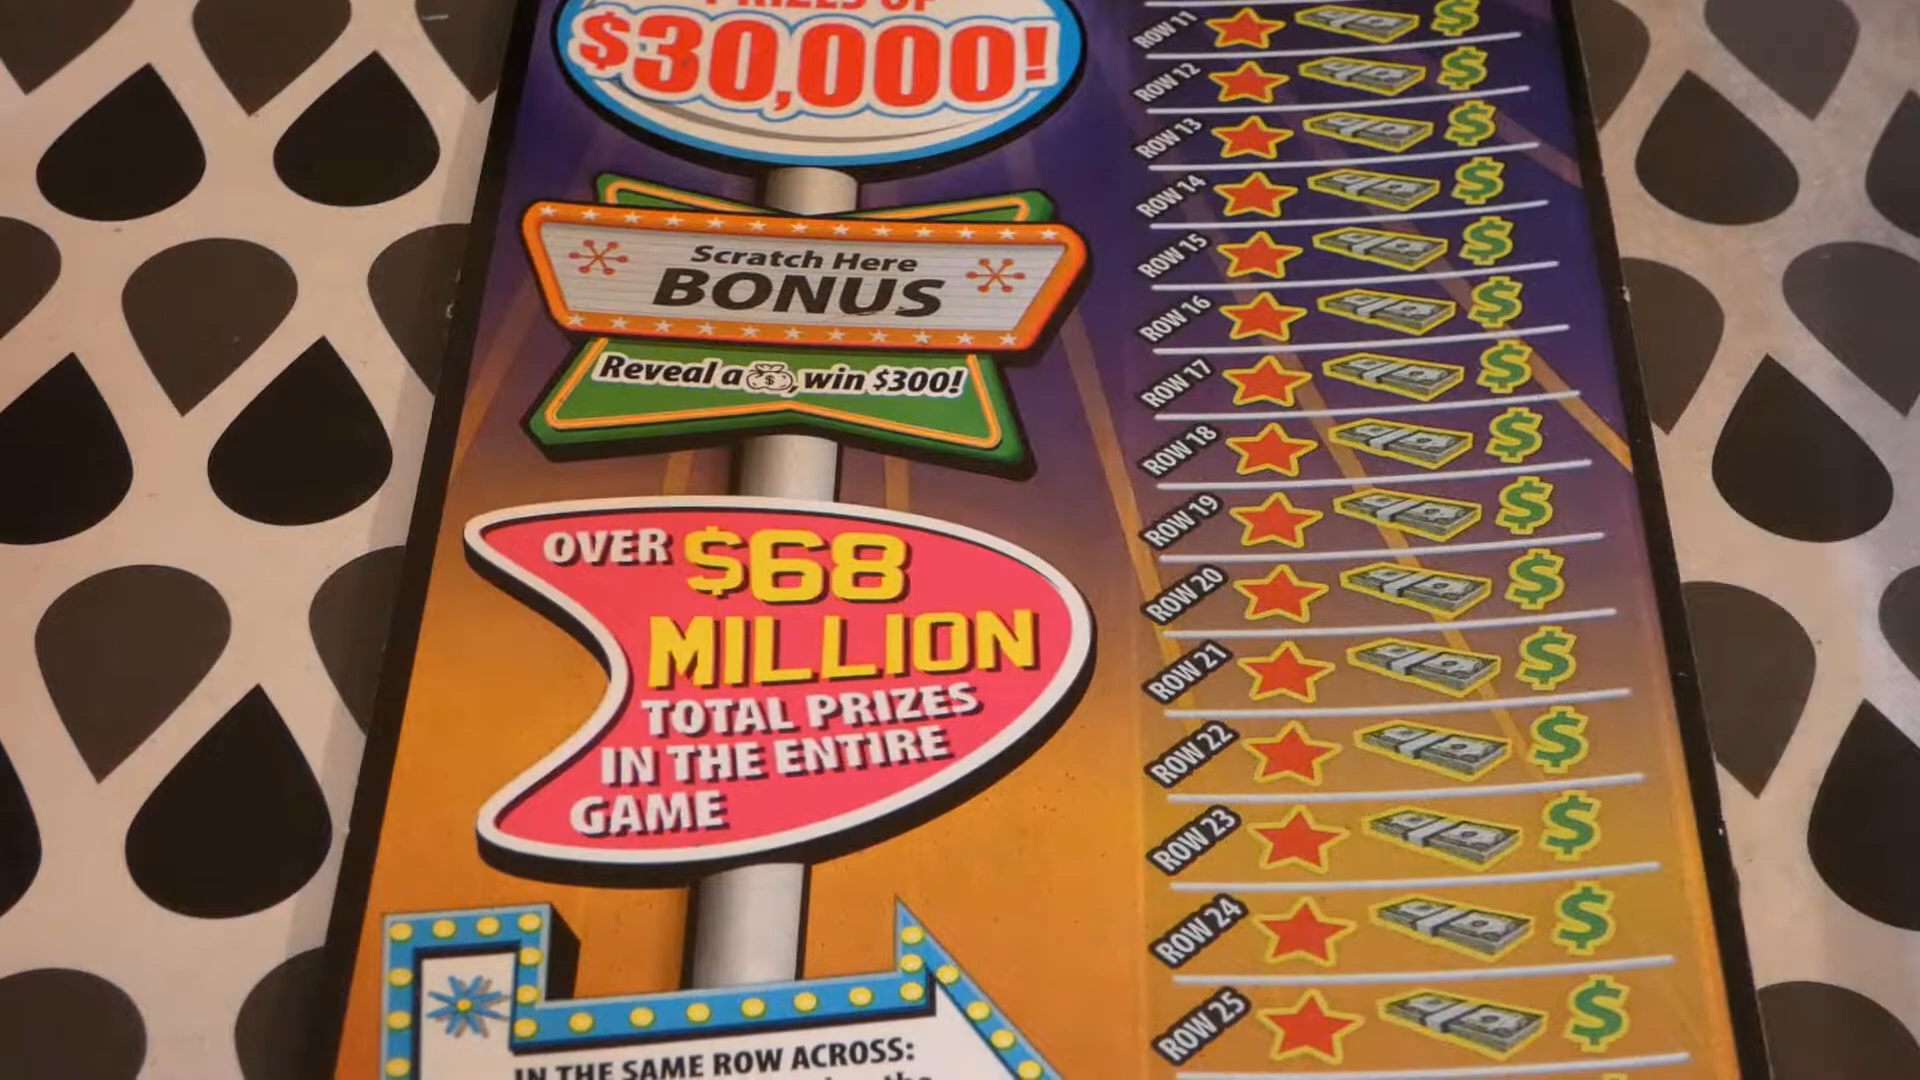 PRIZES OF
$30,000!
Scratch Here
BONUS
Reveal a , win $300!
OVER $68
MILLION
TOTAL PRIZES
IN THE ENTIRE
GAME
IN THE SAME ROW ACROSS:
ROW 11 $
ROW 12 $
ROW 13 $
ROW 14 $
ROW 15 $
ROW 16 $
ROW 17 $
ROW 18 $
ROW 19 $
ROW 20 $
ROW 21 $
ROW 22 $
ROW 23 $
ROW 24 $
ROW 25 $